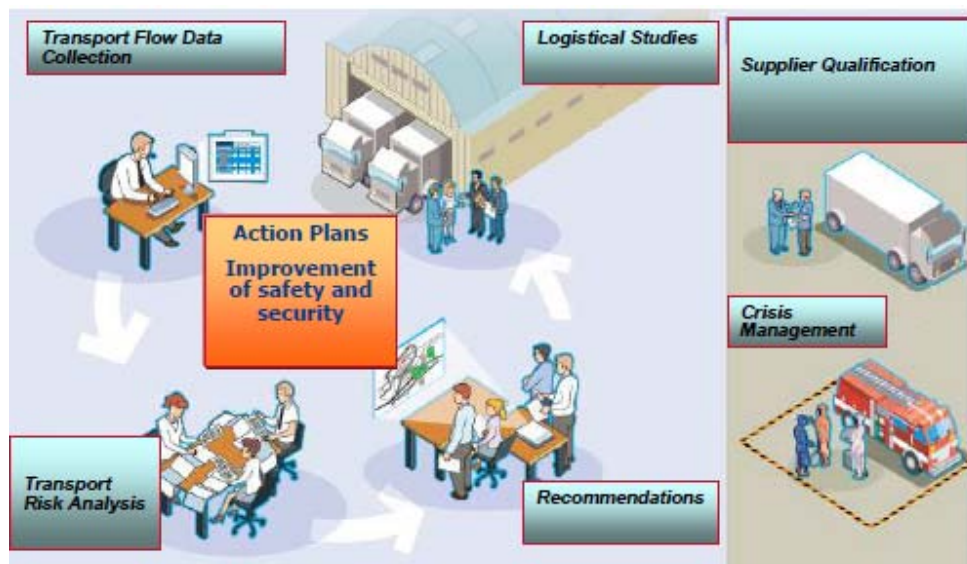 Transport Flow Data
Collection
Logistical Studies
Supplier Qualification
Action Plans
Improvement
of safety and
security
Crisis
Management
Transport
Risk Analysis
Recommendations